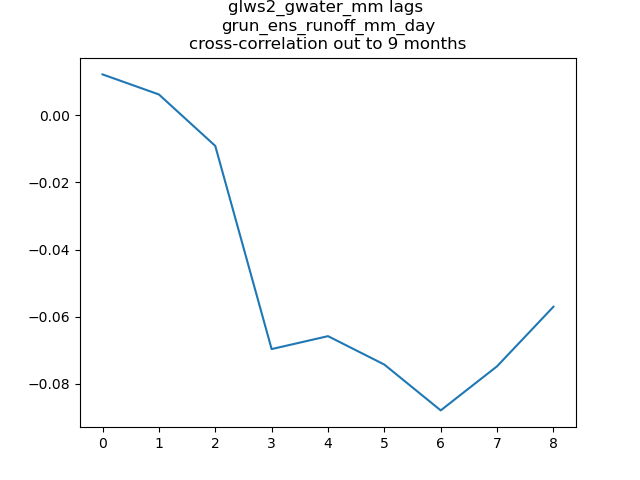 glws2_gwater_mm lags
grun_ens_runoff_mm_day
cross-correlation out to 9 months
0.00
−0.02
−0.04
−0.06
−0.08
0 1 2 3 4 5 6 7 8